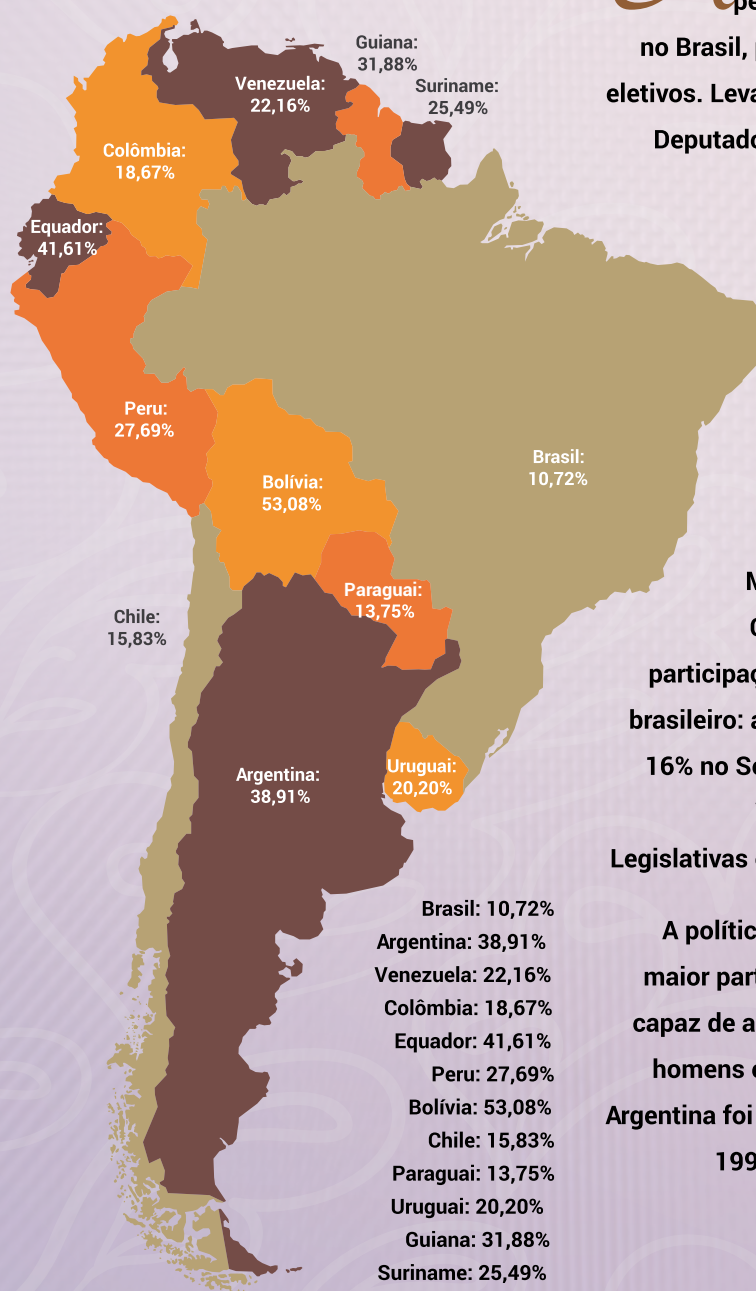 no Brasil,
eletivos. Leva
Deputado
Guiana:
31,88%
Suriname:
25,49%
Venezuela:
22,16%
Colômbia:
18,67%
Equador:
41,61%
Peru:
27,69%
Brasil:
10,72%
Bolívia:
53,08%
Paraguai:
13,75%
Chile:
15,83%
Argentina:
38,91%
Uruguai:
20,20%
participaç
brasileiro: a
16% no Se
Legislativas
Brasil: 10,72%
Argentina: 38,91%
Venezuela: 22,16%
Colômbia: 18,67%
Equador: 41,61%
Peru: 27,69%
Bolívia: 53,08%
Chile: 15,83%
Paraguai: 13,75%
Uruguai: 20,20%
Guiana: 31,88%
Suriname: 25,49%
A polític
maior part
capaz de a
homens e
Argentina foi
199